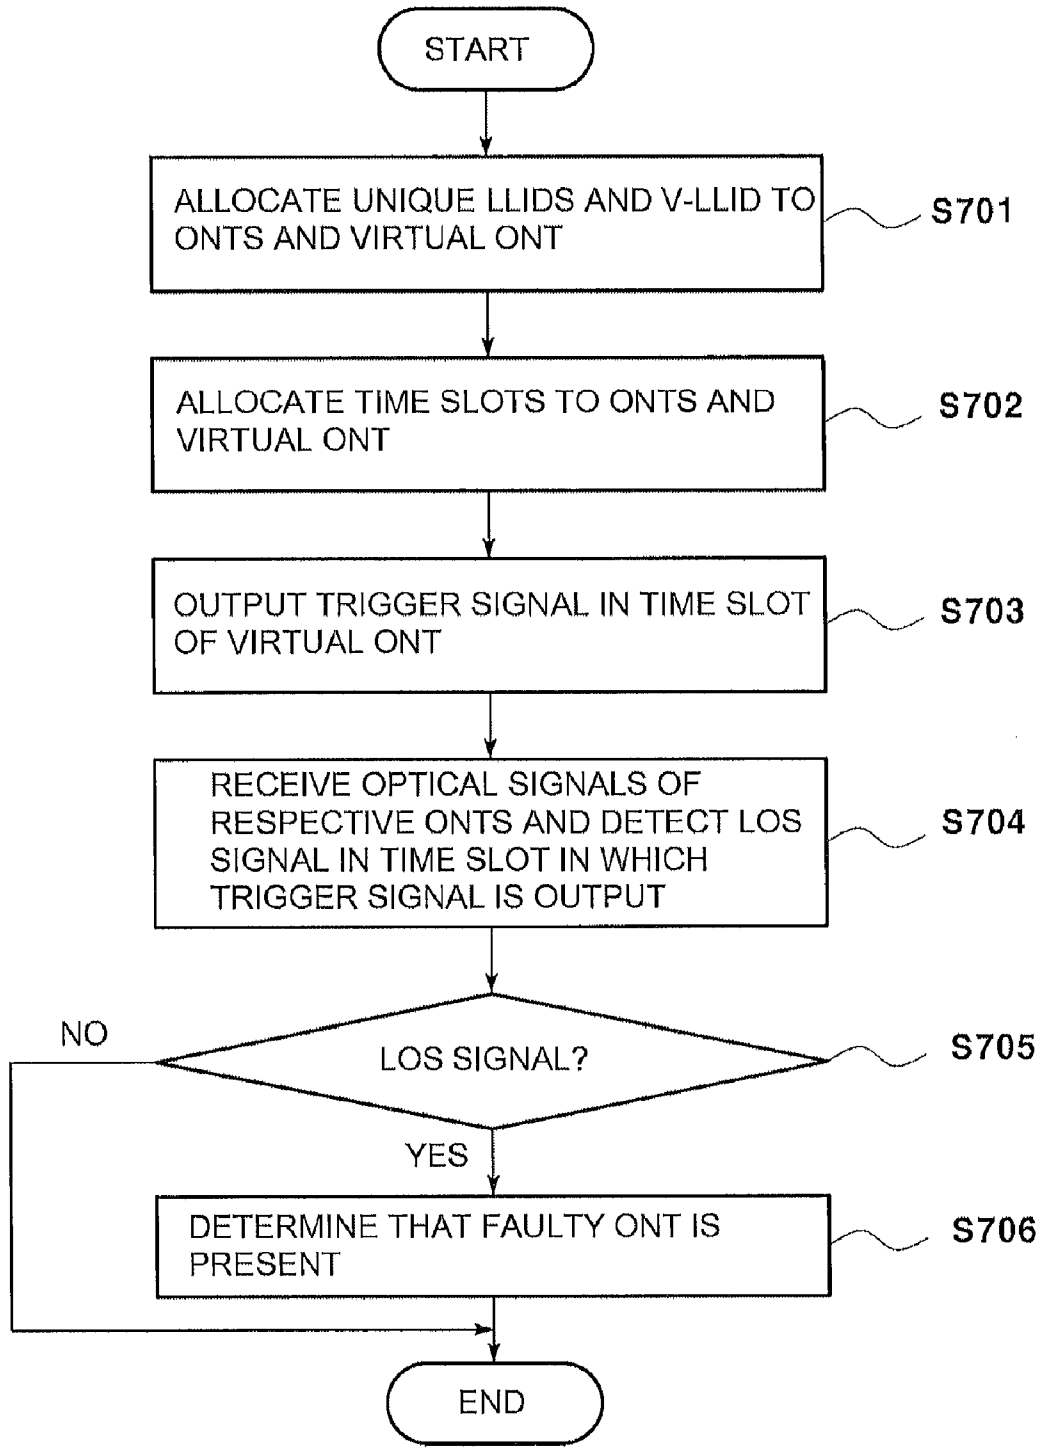 START
ALLOCATE UNIQUE LLIDS AND V-LLID TO
ONTS AND VIRTUAL ONT
S701
ALLOCATE TIME SLOTS TO ONTS AND
VIRTUAL ONT
S702
OUTPUT TRIGGER SIGNAL IN TIME SLOT
OF VIRTUAL ONT
S703
RECEIVE OPTICAL SIGNALS OF
RESPECTIVE ONTS AND DETECT LOS
SIGNAL IN TIME SLOT IN WHICH
TRIGGER SIGNAL IS OUTPUT
S704
NO
LOS SIGNAL?
S705
YES
DETERMINE THAT FAULTY ONT IS
PRESENT
S706
END